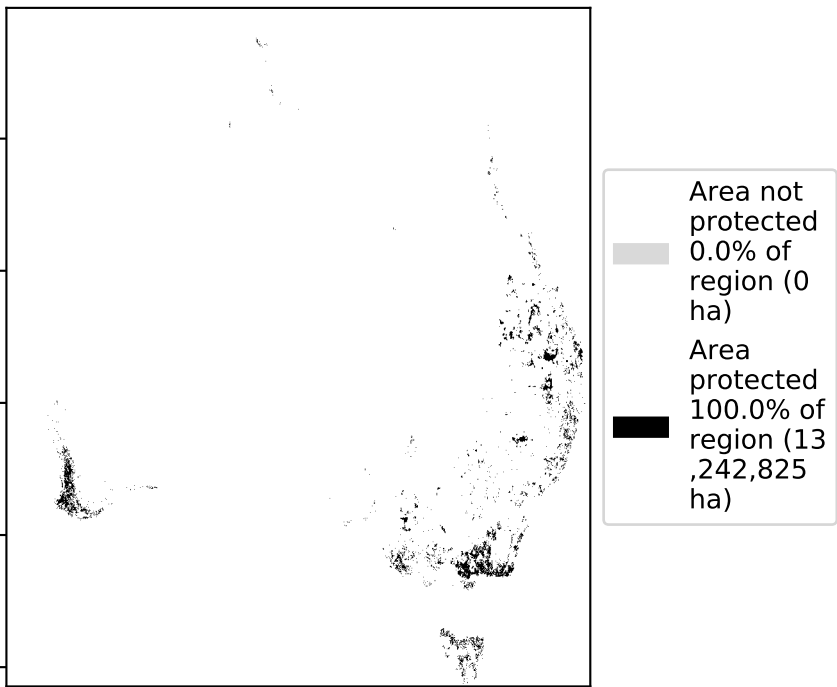 Area not
protected
0.0% of
region (0
ha)
Area
protected
100.0% of
region (13
,242,825
ha)